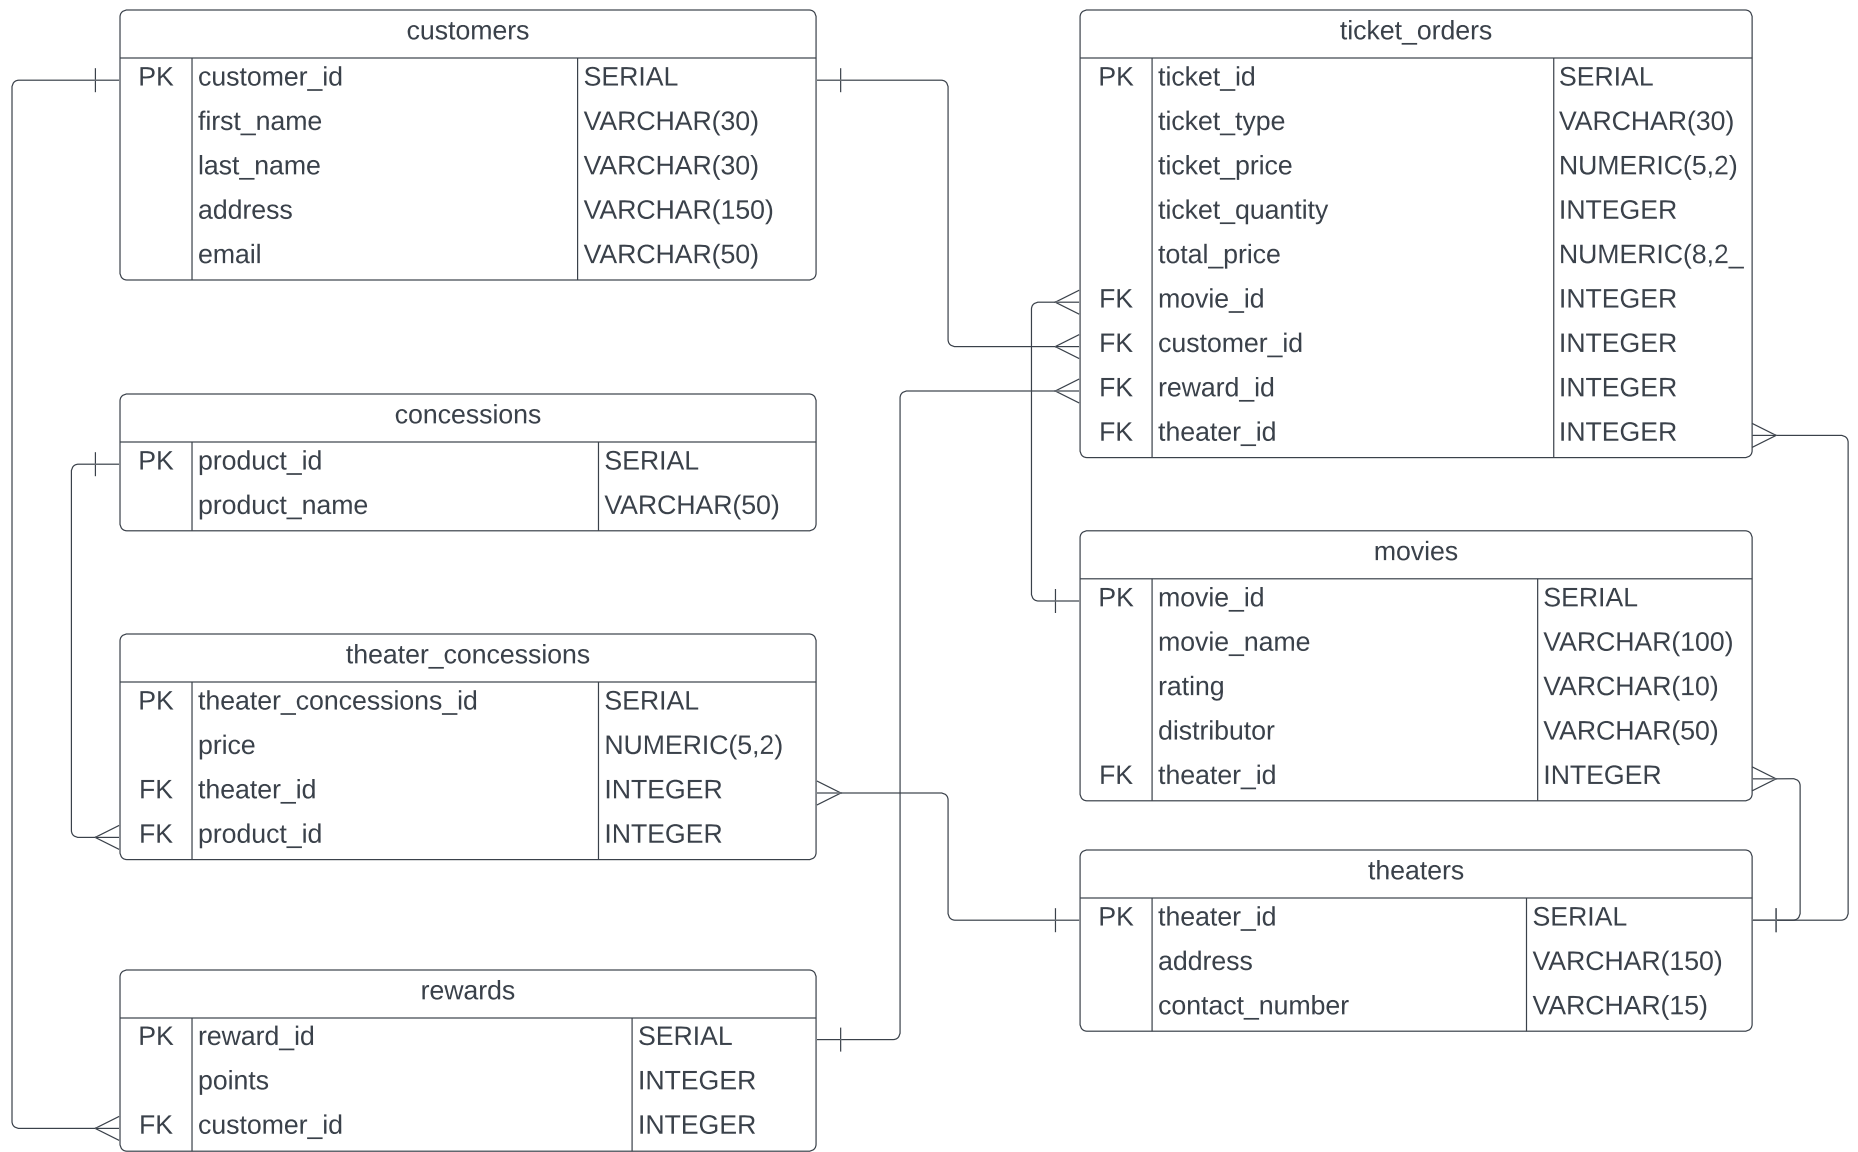 customers
PK customer_id SERIAL
first_name VARCHAR(30)
last_name VARCHAR(30)
address VARCHAR(150)
email VARCHAR(50)
concessions
PK product_id SERIAL
product_name VARCHAR(50)
theater_concessions
PK theater_concessions_id SERIAL
price NUMERIC(5,2)
FK theater_id INTEGER
FK product_id INTEGER
rewards
PK reward_id SERIAL
points INTEGER
FK customer_id INTEGER
ticket_orders
PK ticket_id SERIAL
ticket_type VARCHAR(30)
ticket_price NUMERIC(5,2)
ticket_quantity INTEGER
total_price NUMERIC(8,2_
FK movie_id INTEGER
FK customer_id INTEGER
FK reward_id INTEGER
FK theater_id INTEGER
movies
PK movie_id SERIAL
movie_name VARCHAR(100)
rating VARCHAR(10)
distributor VARCHAR(50)
FK theater_id INTEGER
theaters
PK theater_id SERIAL
address VARCHAR(150)
contact_number VARCHAR(15)